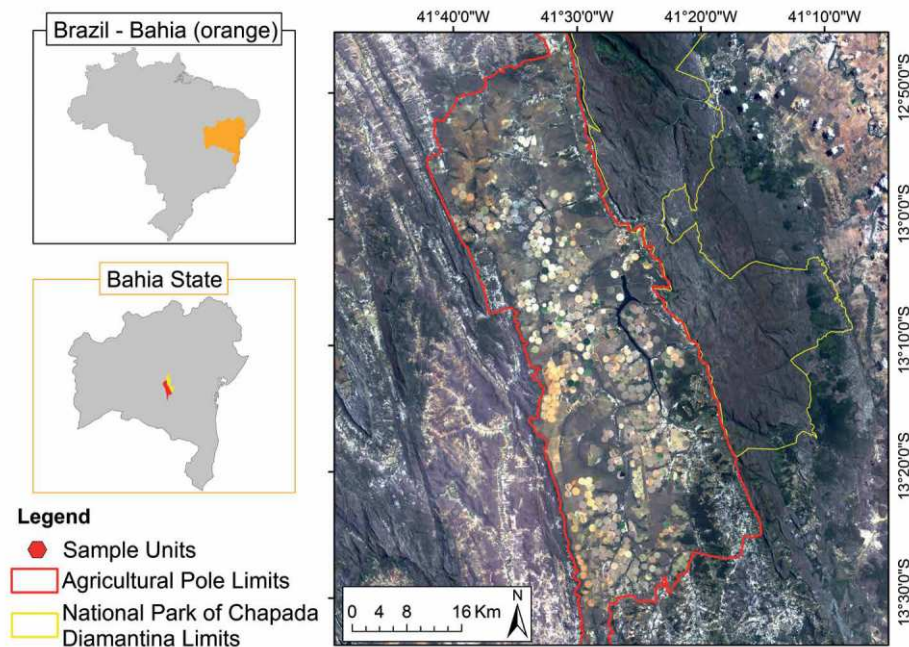 Brazil - Bahia (orange)
Bahia State
Legend
Sample Units
Agricultural Pole Limits
National Park of Chapada
Diamantina Limits
41°40'0"W 41°30'0"W 41°20'0"W 41°10'0"W
12°50'0"S
13°0'0"S
13°10'0"S
13°20'0"S
13°30'0"S
0 2 4 8 12 16 Km
N